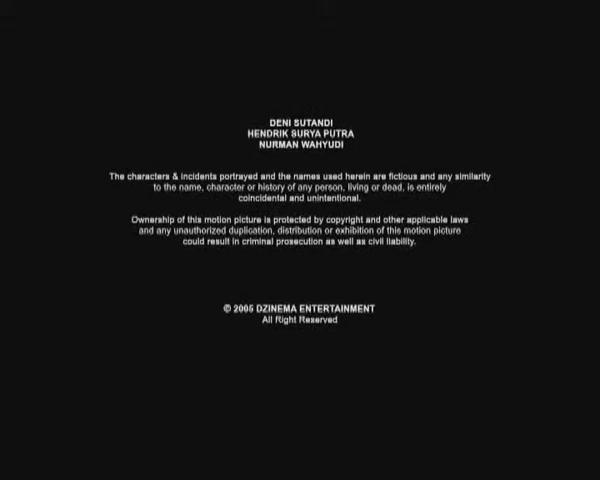 DENI SUTANDI
HENDRIK SURYA PUTRA
NURMAN WAHYUDI
The characters & incidents portrayed and the names used herein are fictious and any similarity
to the name, character or history of any person, living or dead, is entirely
coincidental and unintentional.
Ownership of this motion picture is protected by copyright and other applicable laws
and any unauthorized duplication, distribution or exhibition of this motion picture
could result in criminal prosecution as well as civil liability.
© 2005 DZINEMA ENTERTAINMENT
All Right Reserved